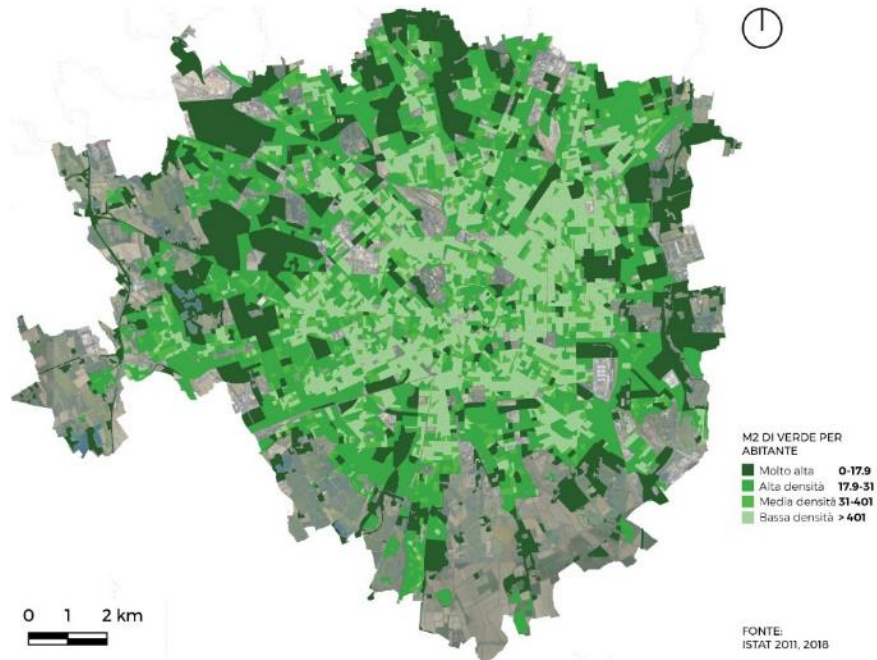 M2 DI VERDE PER
ABITANTE
Molto alta 0-17.9
Alta densità 17.9-31
Media densità 31-401
Bassa densità > 401
0 1 2 km
FONTE:
ISTAT 2011, 2018